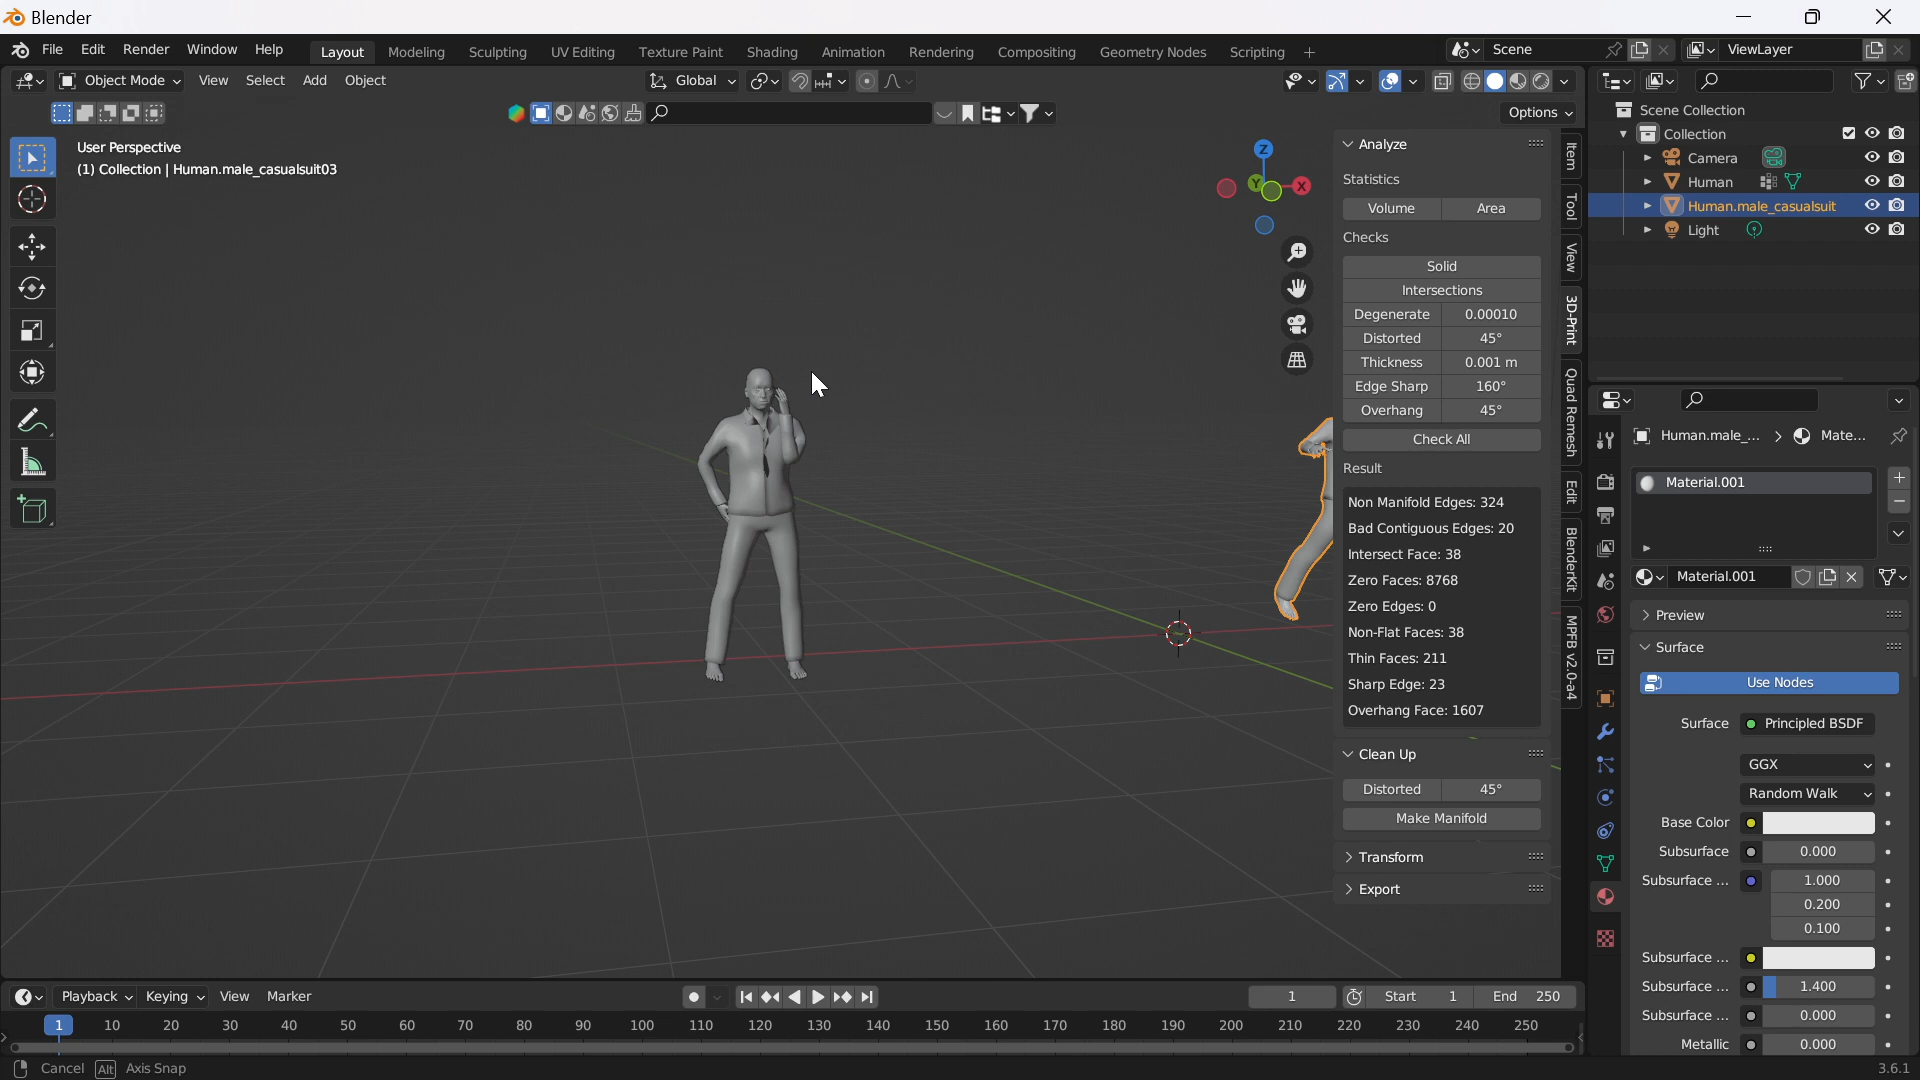 Blender
File Edit Render Window Help Layout Modeling Sculpting UV Editing Texture Paint Shading Animation Rendering Compositing Geometry Nodes Scripting + Scene ViewLayer
Object Mode View Select Add Object Global
Options
User Perspective
(1) Collection | Human.male_casualsuit03
Z
Y
X
Analyze
Statistics
Volume Area
Checks
Solid
Intersections
Degenerate 0.00010
Distorted 45°
Thickness 0.001 m
Edge Sharp 160°
Overhang 45°
Check All
Result
Non Manifold Edges: 324
Bad Contiguous Edges: 20
Intersect Face: 38
Zero Faces: 8768
Zero Edges: 0
Non-Flat Faces: 38
Thin Faces: 211
Sharp Edge: 23
Overhang Face: 1607
Clean Up
Distorted 45°
Make Manifold
Transform
Export
Item
Tool
View
3D-Print
Quad Remesh
Edit
BlenderKit
MPFB v2.0-a4
Scene Collection
Collection
Camera
Human
Human.male_casualsuit
Light
Human.male_... Mate...
Material.001
Material.001
Preview
Surface
Use Nodes
Surface Principled BSDF
GGX
Random Walk
Base Color
Subsurface 0.000
Subsurface ... 1.000
0.200
0.100
Subsurface ...
Subsurface ... 1.400
Subsurface ... 0.000
Metallic 0.000
Playback Keying View Marker 1 Start 1 End 250
1 10 20 30 40 50 60 70 80 90 100 110 120 130 140 150 160 170 180 190 200 210 220 230 240 250
Cancel Alt Axis Snap 3.6.1